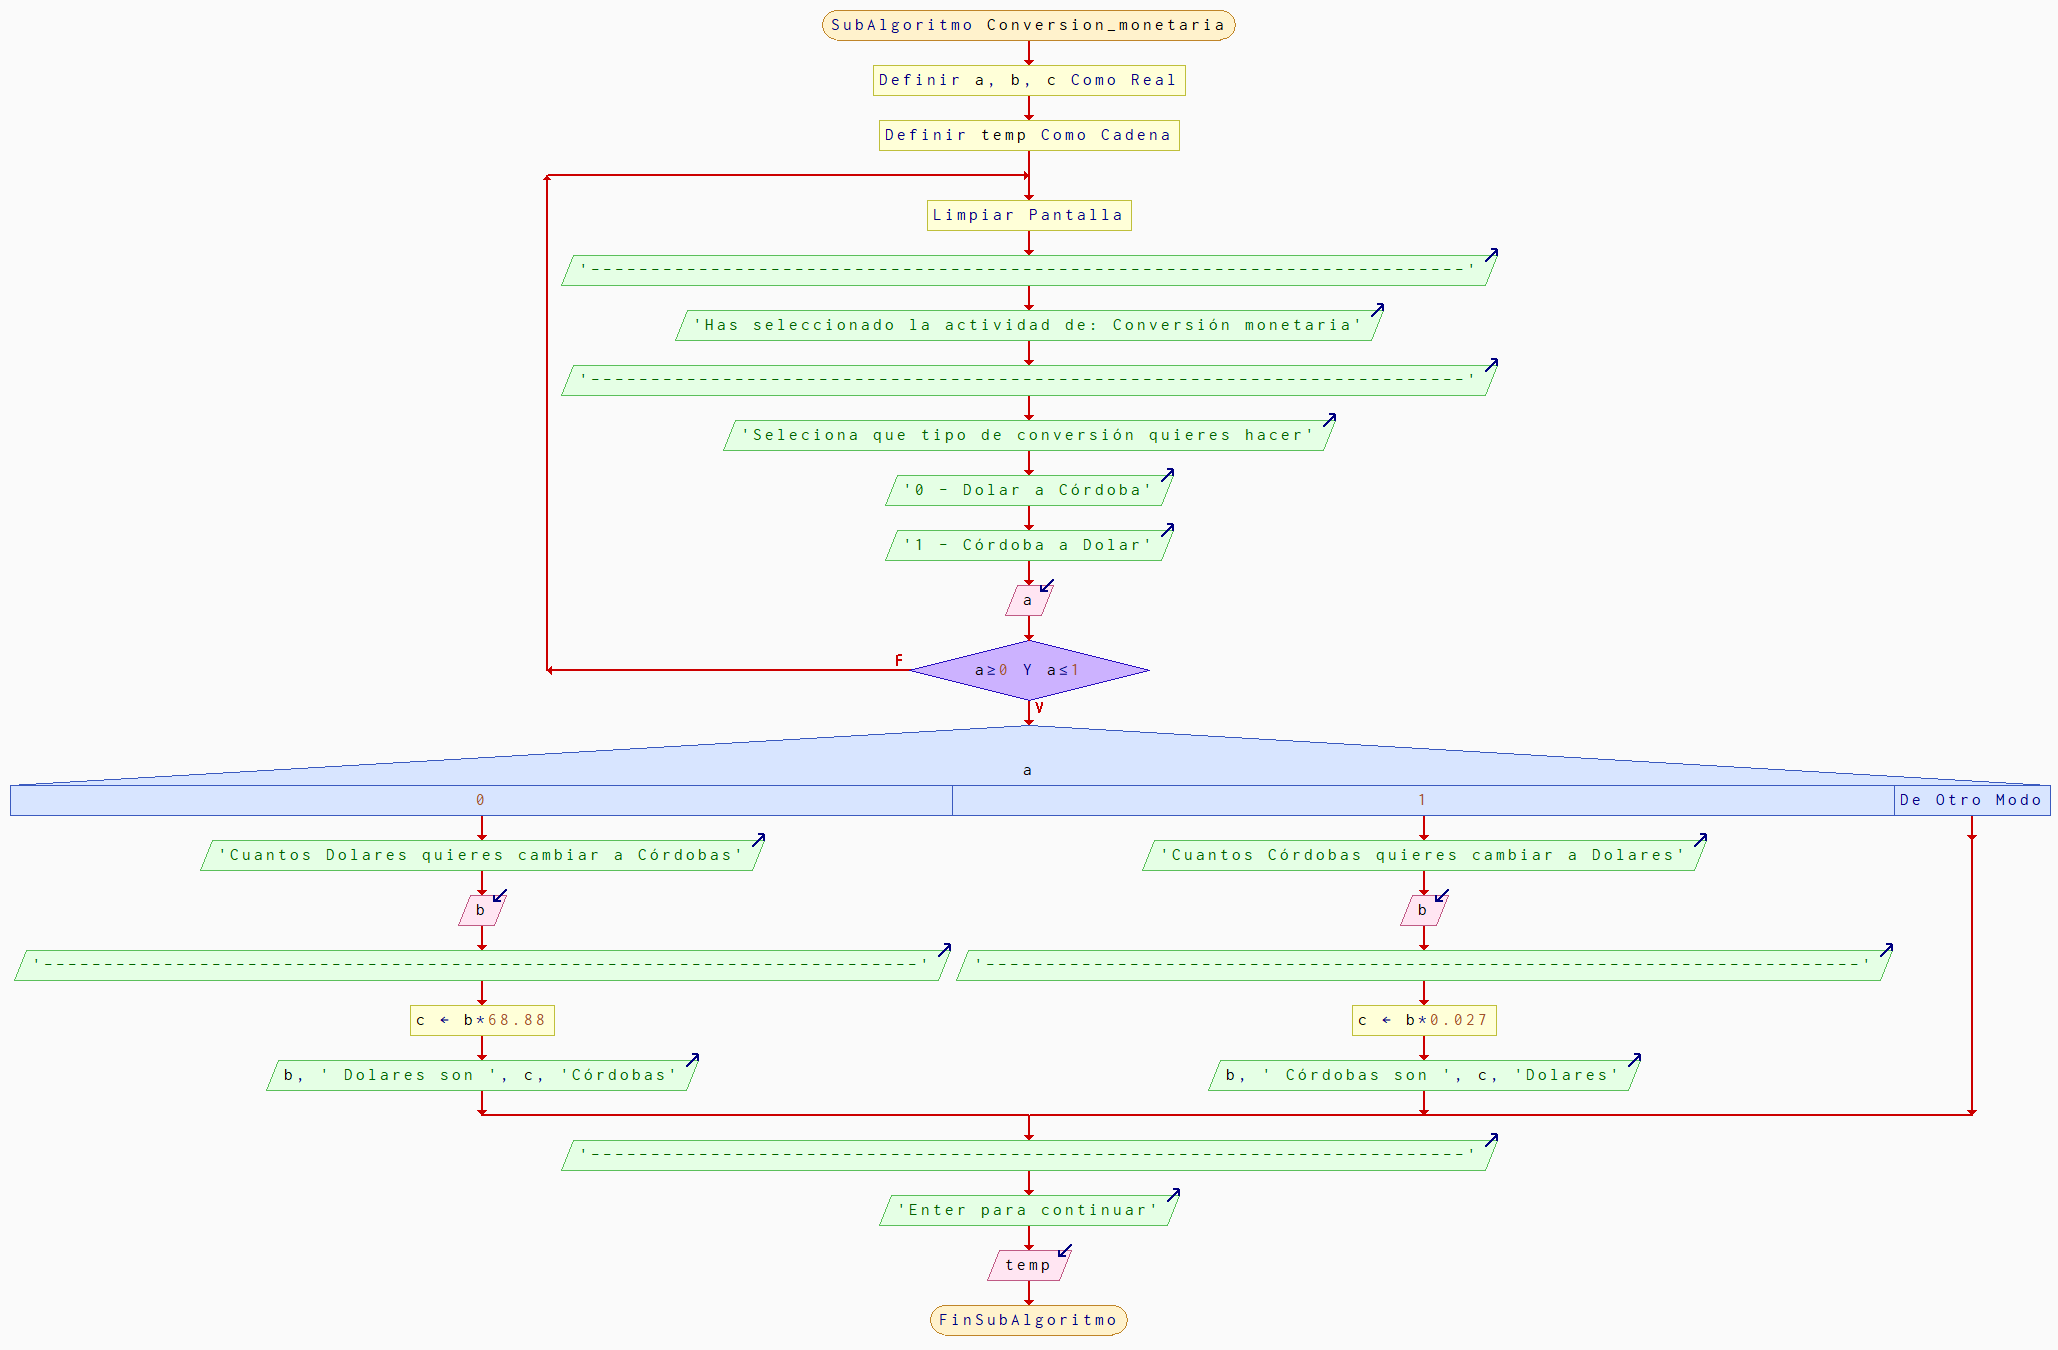 SubAlgoritmo Conversion_monetaria
Definir a, b, c Como Real
Definir temp Como Cadena
Limpiar Pantalla
'-------------------------------------------------------------------------'
'Has seleccionado la actividad de: Conversión monetaria'
'-------------------------------------------------------------------------'
'Seleciona que tipo de conversión quieres hacer'
'0 - Dolar a Córdoba'
'1 - Córdoba a Dolar'
a
F
a≥0 Y a≤1
V
a
0
1
De Otro Modo
'Cuantos Dolares quieres cambiar a Córdobas'
'Cuantos Córdobas quieres cambiar a Dolares'
b
b
'-------------------------------------------------------------------------'
'-------------------------------------------------------------------------'
c ← b*68.88
c ← b*0.027
b, ' Dolares son ', c, 'Córdobas'
b, ' Córdobas son ', c, 'Dolares'
'-------------------------------------------------------------------------'
'Enter para continuar'
temp
FinSubAlgoritmo